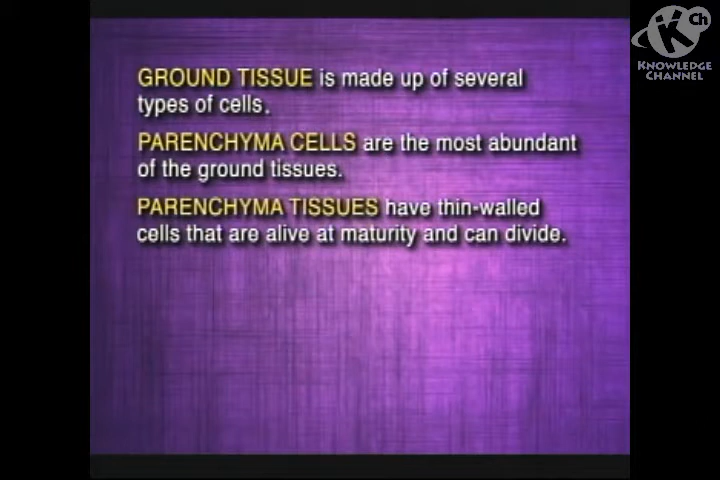 Ch
K
KNOWLEDGE
CHANNEL
GROUND TISSUE is made up of several
types of cells.
PARENCHYMA CELLS are the most abundant
of the ground tissues.
PARENCHYMA TISSUES have thin-walled
cells that are alive at maturity and can divide.